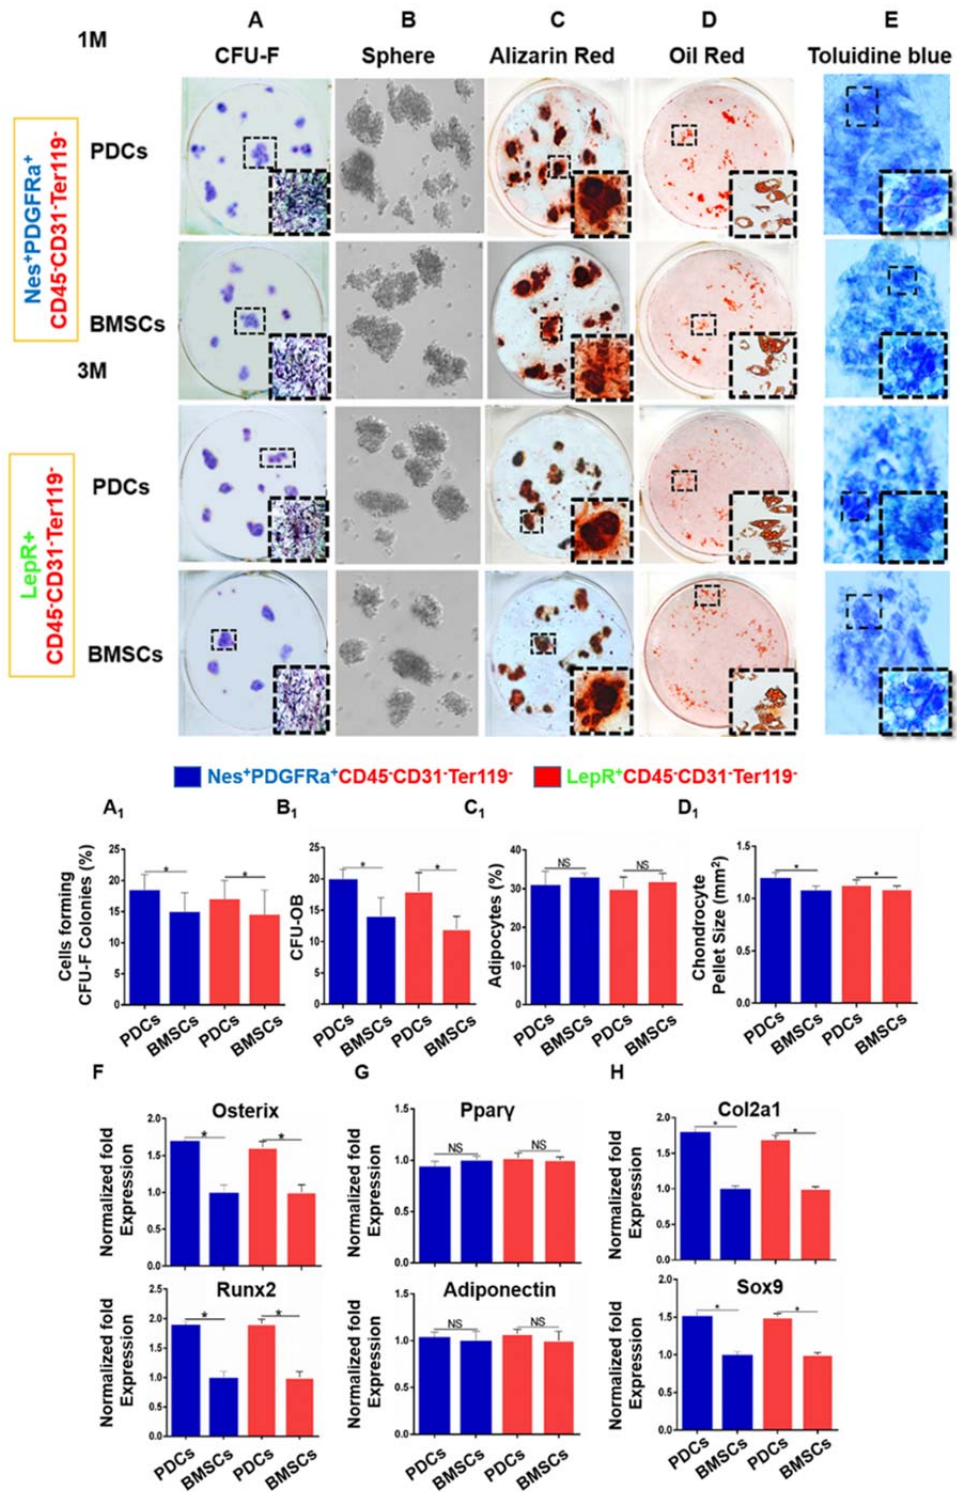 A B C D E
1M
CFU-F Sphere Alizarin Red Oil Red Toluidine blue
Nes⁺PDGFRa⁺
CD45⁻CD31⁻Ter119⁻
PDCs
BMSCs
3M
LepR+
CD45⁻CD31⁻Ter119⁻
PDCs
BMSCs
Nes⁺PDGFRa⁺CD45⁻CD31⁻Ter119⁻ LepR⁺CD45⁻CD31⁻Ter119⁻
A₁ B₁ C₁ D₁
Cells forming
CFU-F Colonies (%)
25
20
15
10
5
0
* *
PDCs BMSCs PDCs BMSCs
CFU-OB
25
20
15
10
5
0
* *
PDCs BMSCs PDCs BMSCs
Adipocytes (%)
40
30
20
10
0
NS NS
PDCs BMSCs PDCs BMSCs
Chondrocyte
Pellet Size (mm²)
1.5
1.0
0.5
0.0
* *
PDCs BMSCs PDCs BMSCs
F G H
Osterix
Normalized fold
Expression
2.0
1.5
1.0
0.5
0.0
* *
Pparγ
Normalized fold
Expression
1.5
1.0
0.5
0.0
NS NS
Col2a1
Normalized fold
Expression
2.0
1.5
1.0
0.5
0.0
* *
Runx2
Normalized fold
Expression
2.0
1.5
1.0
0.5
0.0
* *
PDCs BMSCs PDCs BMSCs
Adiponectin
Normalized fold
Expression
1.5
1.0
0.5
0.0
NS NS
PDCs BMSCs PDCs BMSCs
Sox9
Normalized fold
Expression
2.0
1.5
1.0
0.5
0.0
* *
PDCs BMSCs PDCs BMSCs